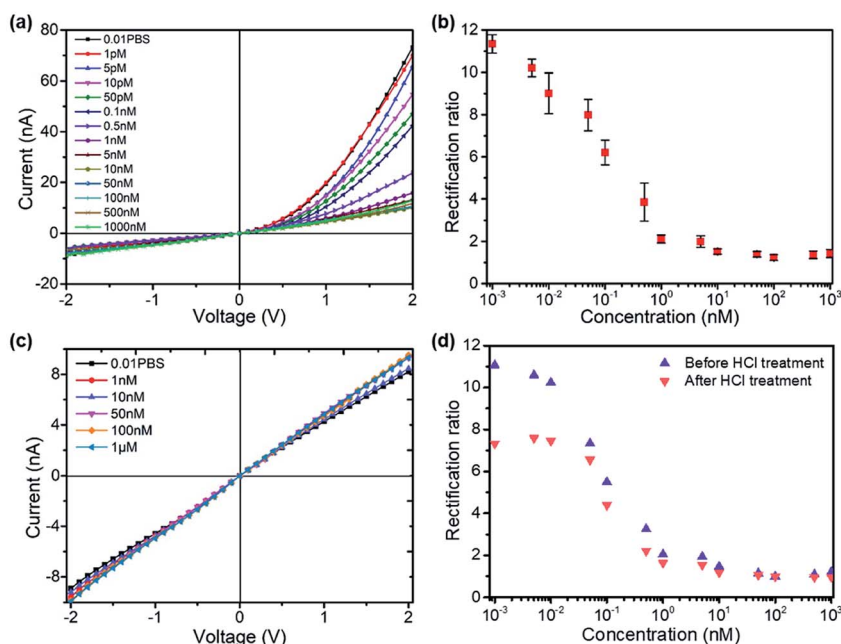 (a)
80
60
40
20
0
-20
-2
-1
0
1
2
Current (nA)
Voltage (V)
0.01PBS
1pM
5pM
10pM
50pM
0.1nM
0.5nM
1nM
5nM
10nM
50nM
100nM
500nM
1000nM
(b)
12
10
8
6
4
2
0
10-3
10-2
10-1
100
101
102
103
Rectification ratio
Concentration (nM)
(c)
8
4
0
-4
-8
-2
-1
0
1
2
Current (nA)
Voltage (V)
0.01PBS
1nM
10nM
50nM
100nM
1μM
(d)
12
10
8
6
4
2
0
10-3
10-2
10-1
100
101
102
103
Rectification ratio
Concentration (nM)
Before HCl treatment
After HCl treatment